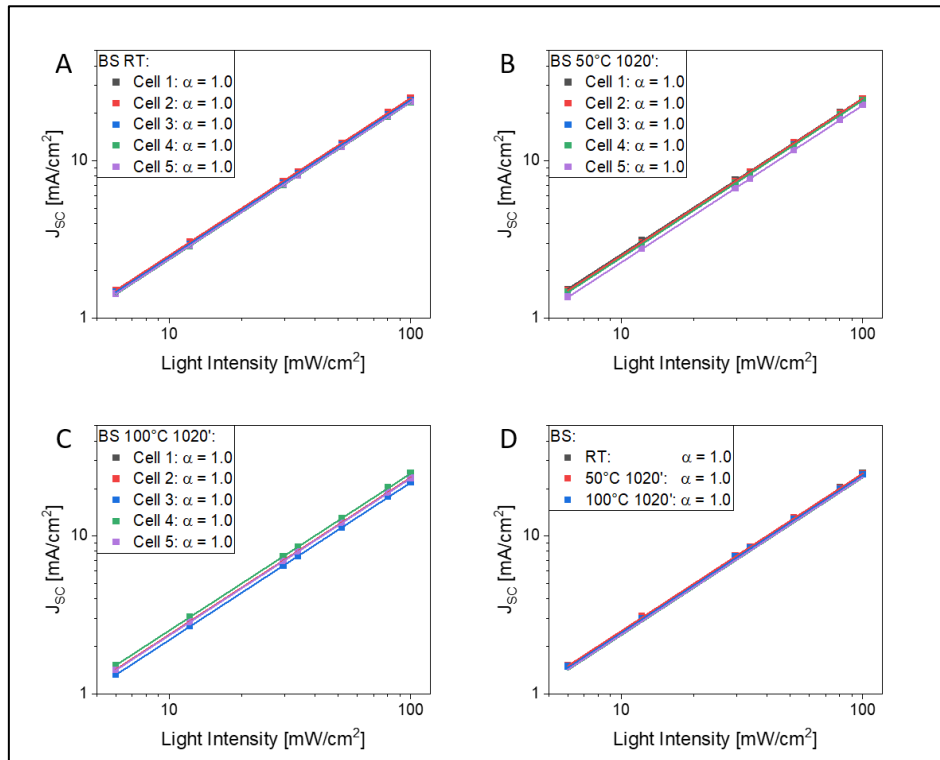 A
BS RT:
Cell 1: α = 1.0
Cell 2: α = 1.0
Cell 3: α = 1.0
Cell 4: α = 1.0
Cell 5: α = 1.0
10
1
J_SC [mA/cm²]
10
100
Light Intensity [mW/cm²]
B
BS 50°C 1020':
Cell 1: α = 1.0
Cell 2: α = 1.0
Cell 3: α = 1.0
Cell 4: α = 1.0
Cell 5: α = 1.0
10
1
J_SC [mA/cm²]
10
100
Light Intensity [mW/cm²]
C
BS 100°C 1020':
Cell 1: α = 1.0
Cell 2: α = 1.0
Cell 3: α = 1.0
Cell 4: α = 1.0
Cell 5: α = 1.0
10
1
J_SC [mA/cm²]
10
100
Light Intensity [mW/cm²]
D
BS:
RT: α = 1.0
50°C 1020': α = 1.0
100°C 1020': α = 1.0
10
1
J_SC [mA/cm²]
10
100
Light Intensity [mW/cm²]